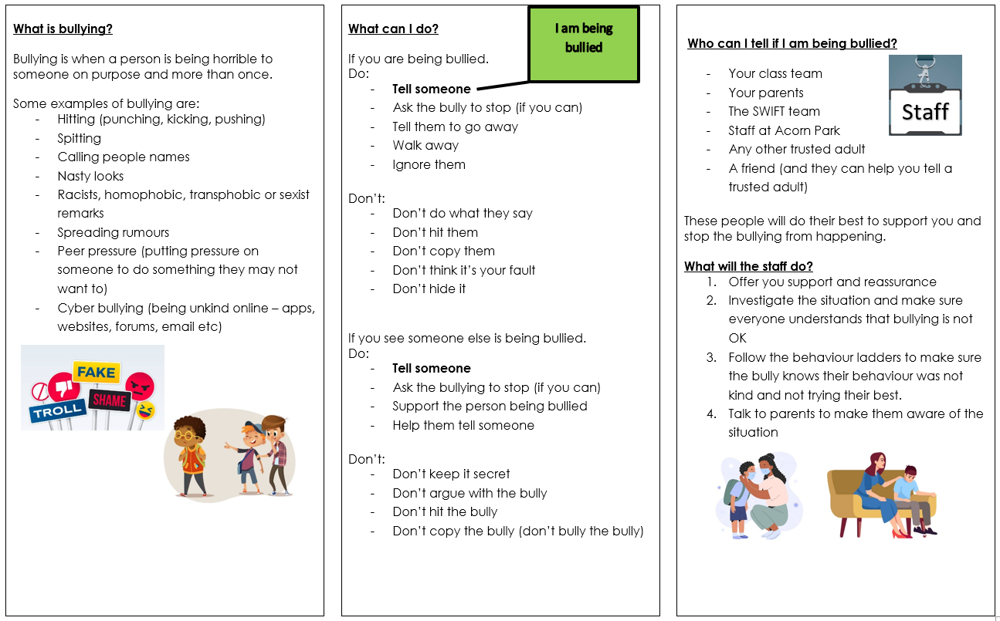 What is bullying?
Bullying is when a person is being horrible to
someone on purpose and more than once.
Some examples of bullying are:
- Hitting (punching, kicking, pushing)
- Spitting
- Calling people names
- Nasty looks
- Racists, homophobic, transphobic or sexist
remarks
- Spreading rumours
- Peer pressure (putting pressure on
someone to do something they may not
want to)
- Cyber bullying (being unkind online – apps,
websites, forums, email etc)
FAKE
SHAME
TROLL
What can I do?
I am being
bullied
If you are being bullied.
Do:
- Tell someone
- Ask the bully to stop (if you can)
- Tell them to go away
- Walk away
- Ignore them
Don't:
- Don't do what they say
- Don't hit them
- Don't copy them
- Don't think it's your fault
- Don't hide it
If you see someone else is being bullied.
Do:
- Tell someone
- Ask the bullying to stop (if you can)
- Support the person being bullied
- Help them tell someone
Don't:
- Don't keep it secret
- Don't argue with the bully
- Don't hit the bully
- Don't copy the bully (don't bully the bully)
Who can I tell if I am being bullied?
- Your class team
- Your parents
- The SWIFT team
- Staff at Acorn Park
- Any other trusted adult
- A friend (and they can help you tell a
trusted adult)
Staff
These people will do their best to support you and
stop the bullying from happening.
What will the staff do?
1. Offer you support and reassurance
2. Investigate the situation and make sure
everyone understands that bullying is not
OK
3. Follow the behaviour ladders to make sure
the bully knows their behaviour was not
kind and not trying their best.
4. Talk to parents to make them aware of the
situation